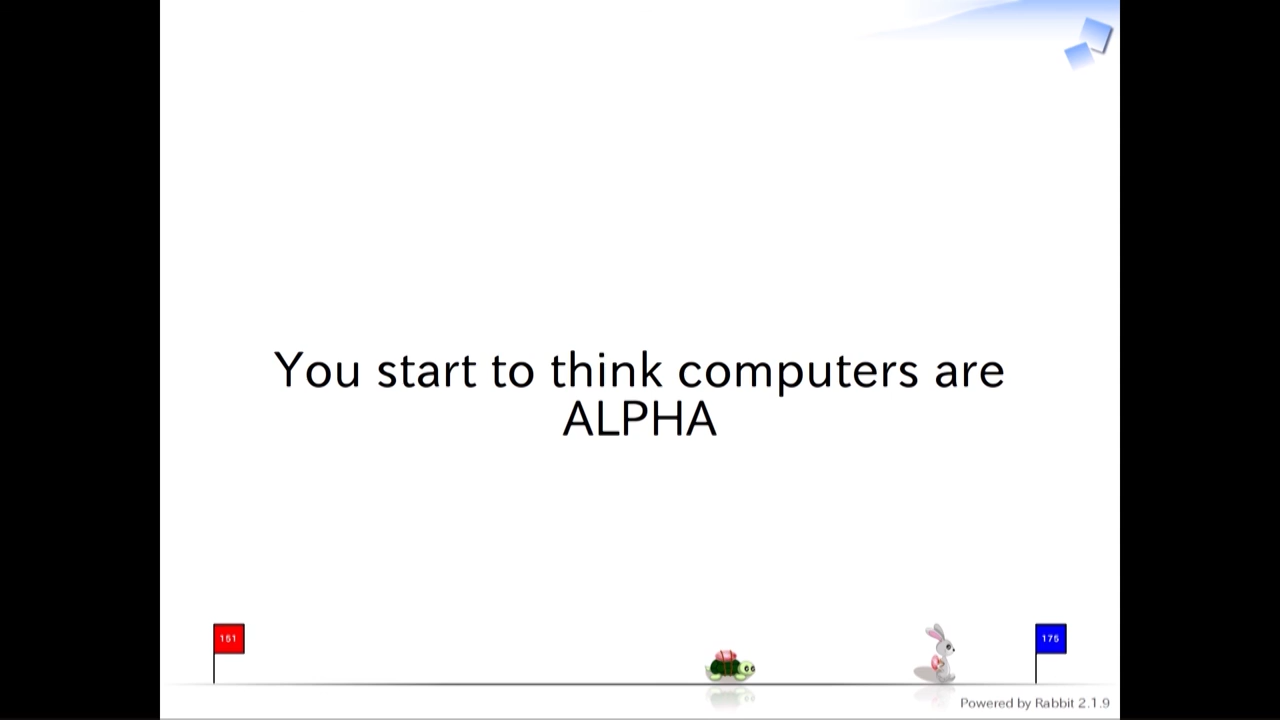 You start to think computers are
ALPHA
151
175
Powered by Rabbit 2.1.9